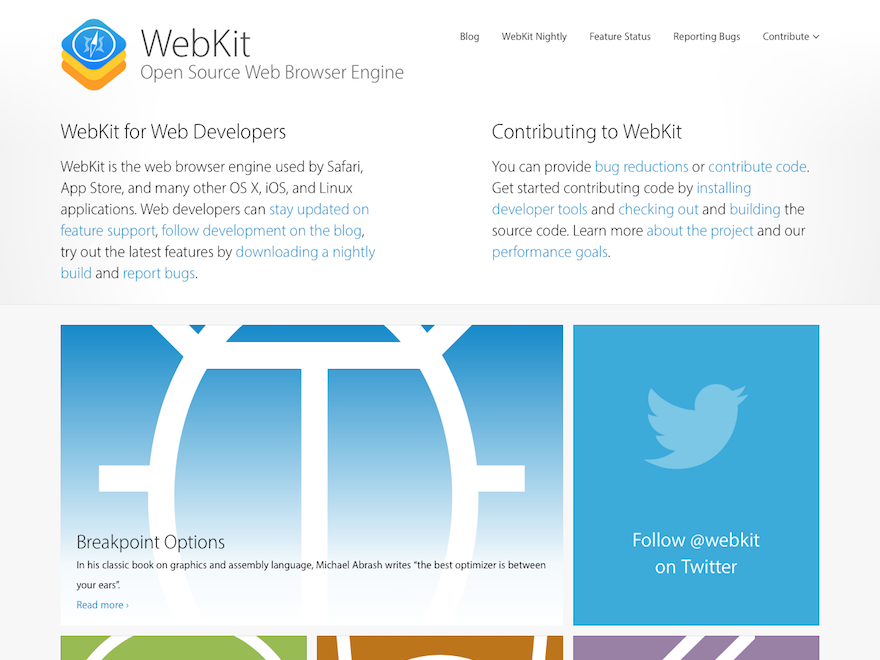 WebKit
Open Source Web Browser Engine
Blog
WebKit Nightly
Feature Status
Reporting Bugs
Contribute
WebKit for Web Developers
WebKit is the web browser engine used by Safari,
App Store, and many other OS X, iOS, and Linux
applications. Web developers can stay updated on
feature support, follow development on the blog,
try out the latest features by downloading a nightly
build and report bugs.
Contributing to WebKit
You can provide bug reductions or contribute code.
Get started contributing code by installing
developer tools and checking out and building the
source code. Learn more about the project and our
performance goals.
Breakpoint Options
In his classic book on graphics and assembly language, Michael Abrash writes “the best optimizer is between
your ears”.
Read more ›
Follow @webkit
on Twitter